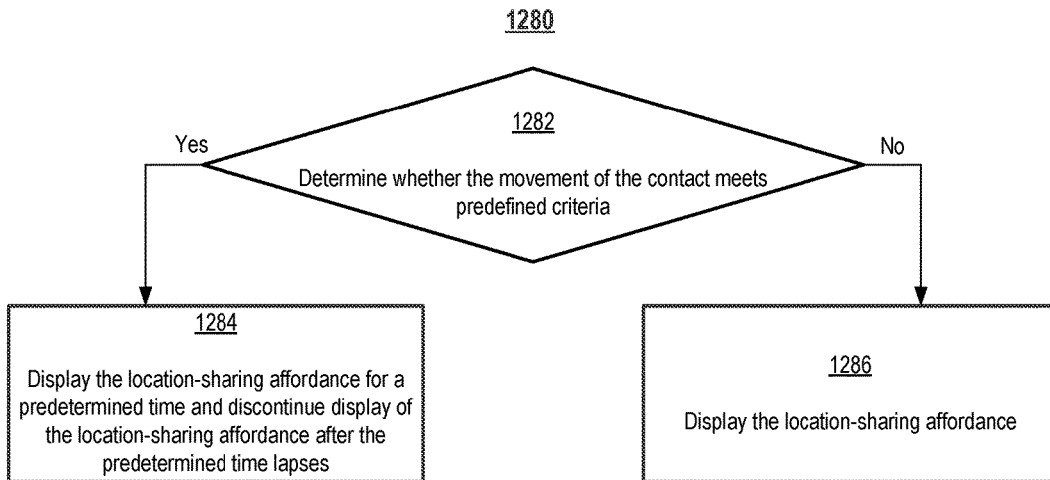 1280
1282
Determine whether the movement of the contact meets
predefined criteria
Yes
No
1284
Display the location-sharing affordance for a
predetermined time and discontinue display of
the location-sharing affordance after the
predetermined time lapses
1286
Display the location-sharing affordance